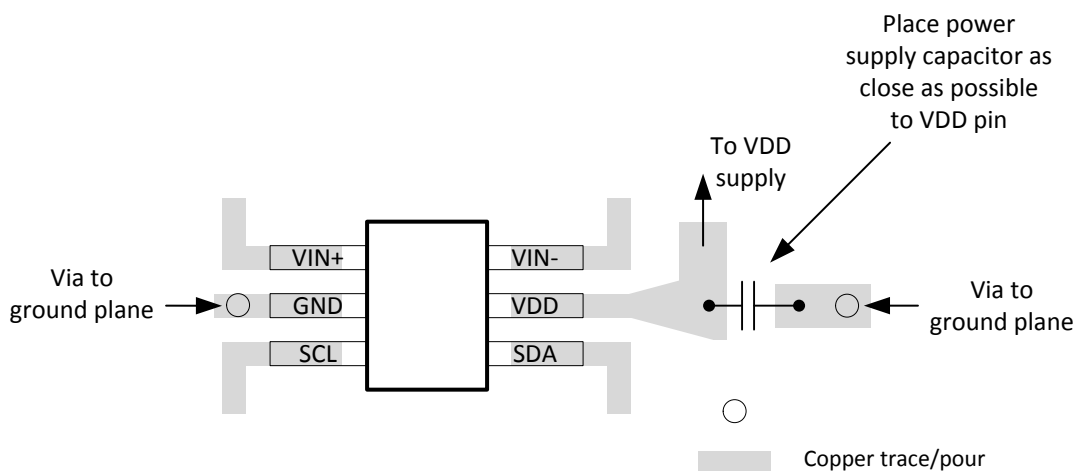 Place power
supply capacitor as
close as possible
to VDD pin
To VDD
supply
VIN+
VIN-
Via to
ground plane
GND
VDD
Via to
ground plane
SCL
SDA
Copper trace/pour